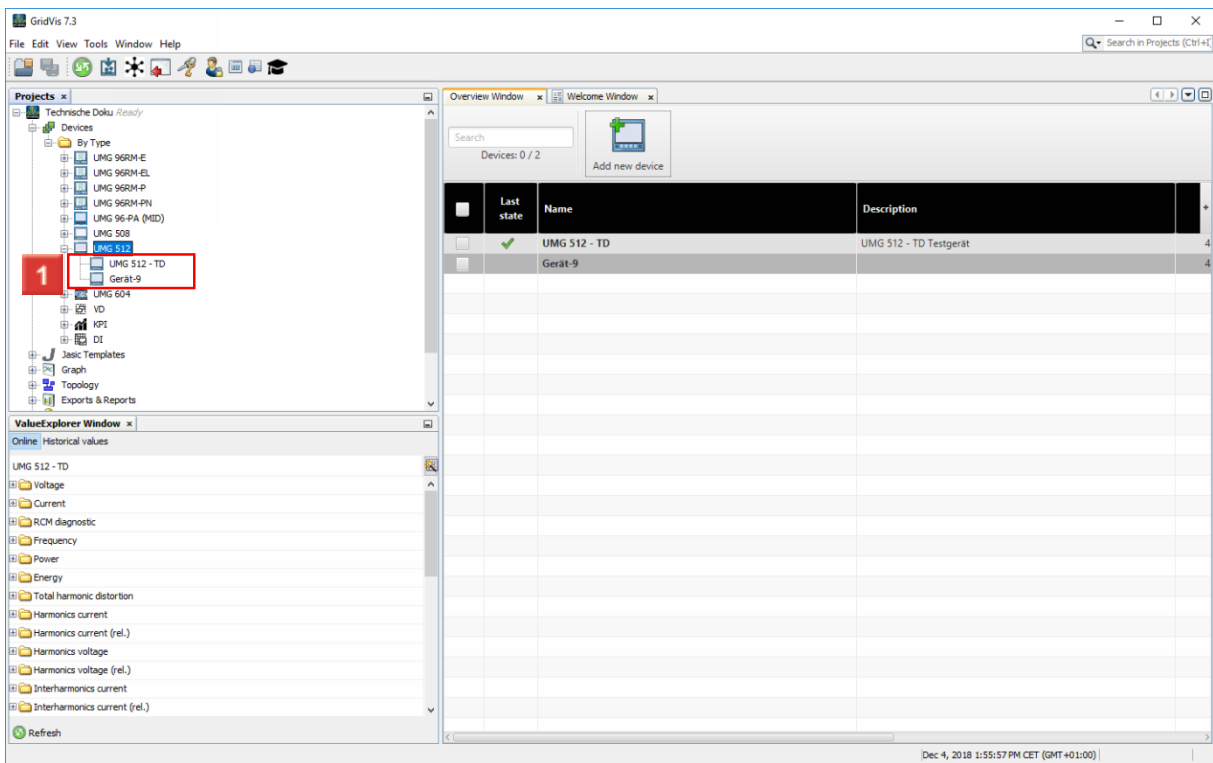 GridVis 7.3
File Edit View Tools Window Help
Search in Projects (Ctrl+I
Projects
Technische Doku Ready
Devices
By Type
UMG 96RM-E
UMG 96RM-EL
UMG 96RM-P
UMG 96RM-PN
UMG 96-PA (MID)
UMG 508
UMG 512
1
UMG 512 - TD
Gerät-9
UMG 604
VD
KPI
DI
Jasic Templates
Graph
Topology
Exports & Reports
Overview Window
Welcome Window
Search
Devices: 0 / 2
Add new device
Last state Name Description
UMG 512 - TD UMG 512 - TD Testgerät 4
Gerät-9 4
ValueExplorer Window
Online Historical values
UMG 512 - TD
Voltage
Current
RCM diagnostic
Frequency
Power
Energy
Total harmonic distortion
Harmonics current
Harmonics current (rel.)
Harmonics voltage
Harmonics voltage (rel.)
Interharmonics current
Interharmonics current (rel.)
Refresh
Dec 4, 2018 1:55:57 PM CET (GMT+01:00)